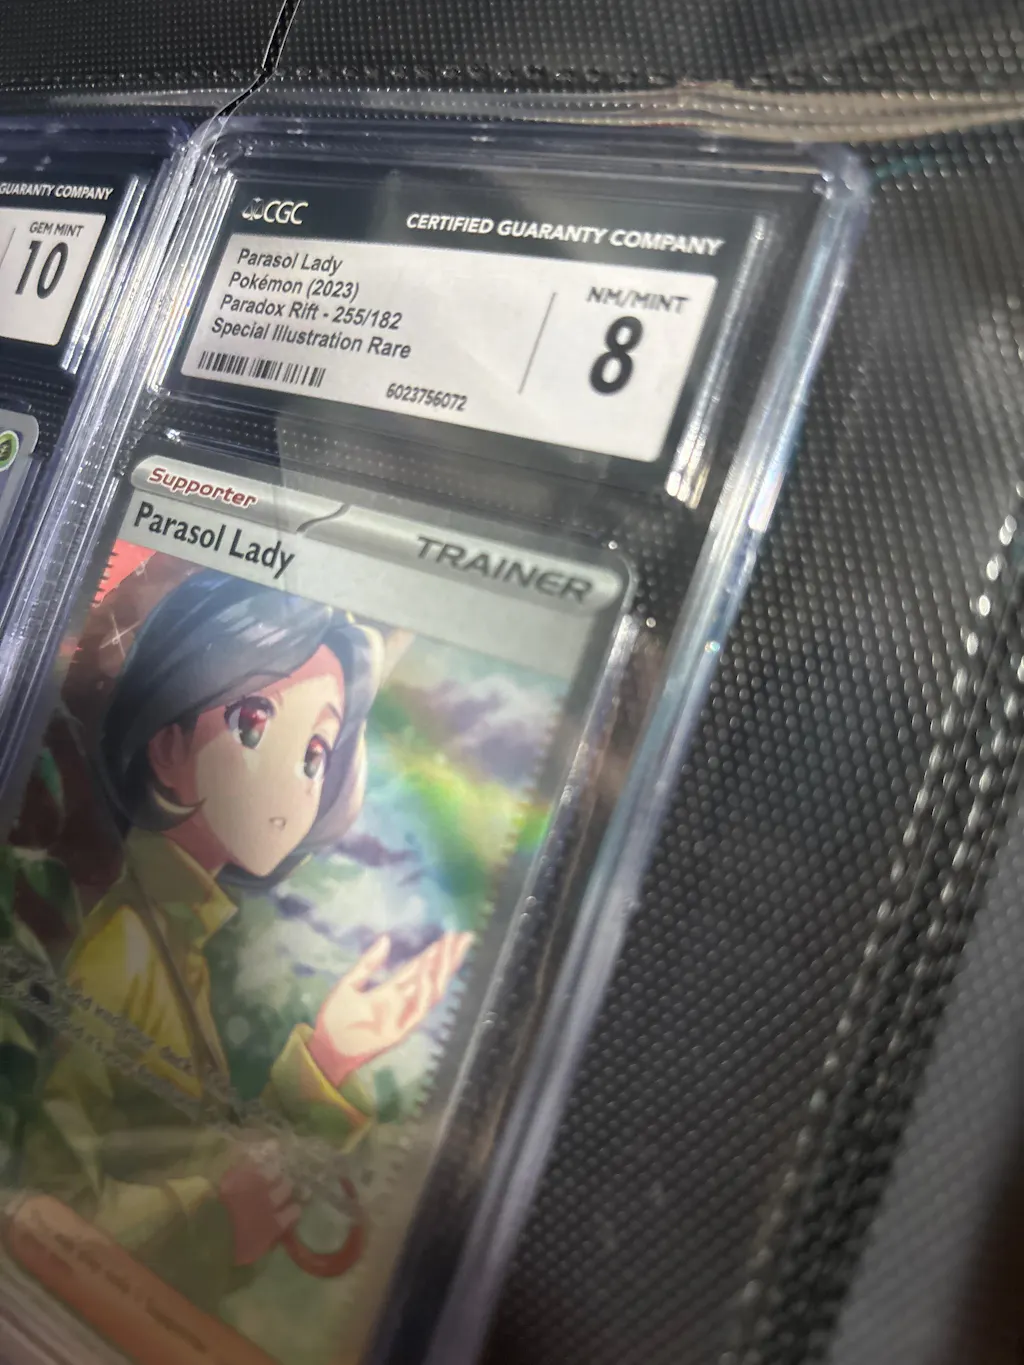 GUARANTY COMPANY
GEM MINT
10
CGC
CERTIFIED GUARANTY COMPANY
Parasol Lady
Pokémon (2023)
Paradox Rift - 255/182
Special Illustration Rare
6023756072
NM/MINT
8
Supporter
Parasol Lady
TRAINER